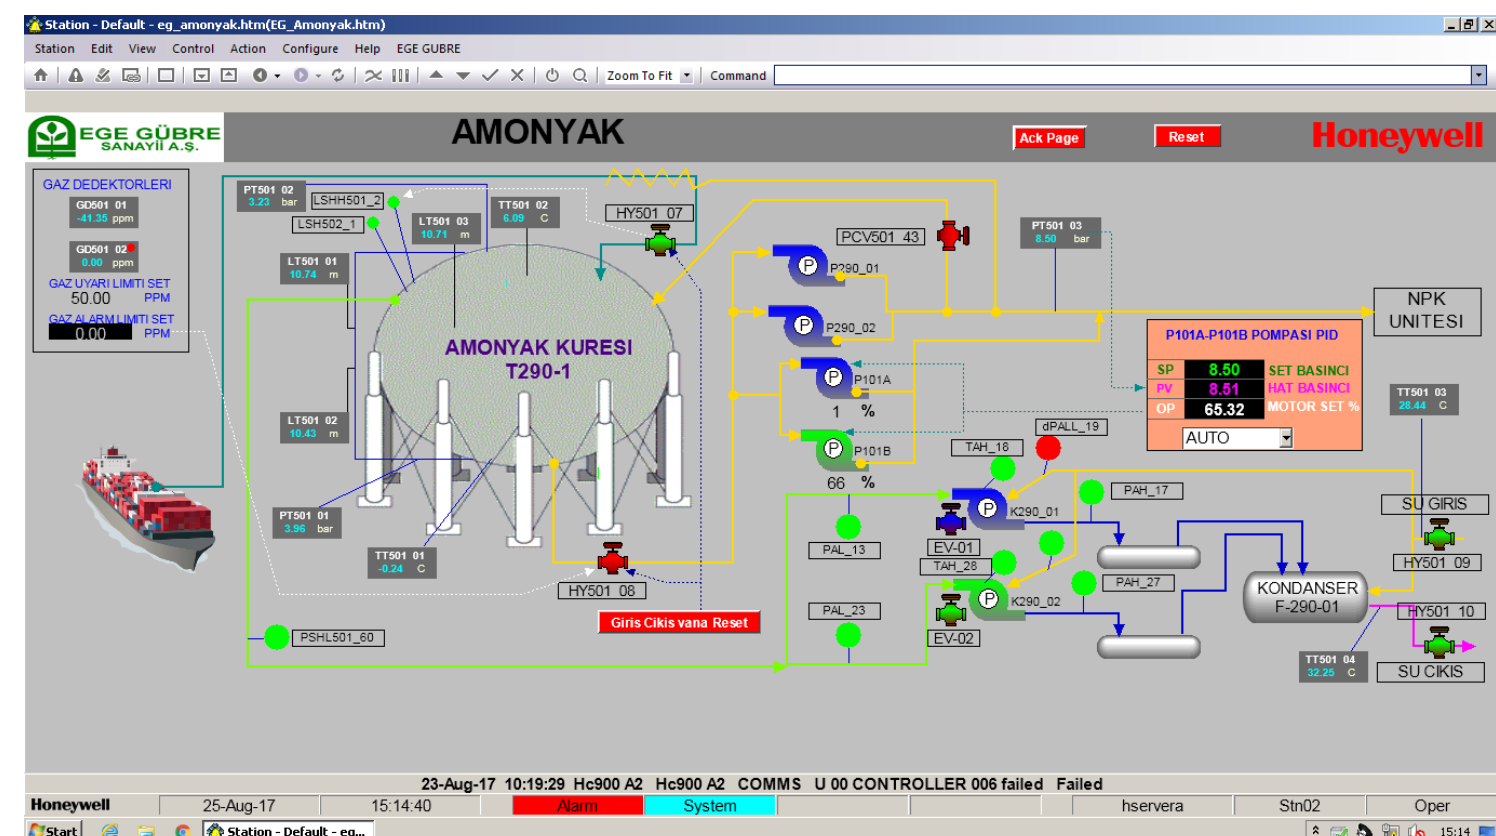 Station - Default - eg_amonyak.htm(EG_Amonyak.htm)
Station Edit View Control Action Configure Help EGE GUBRE
Zoom To Fit Command
EGE GÜBRE
SANAYİİ A.Ş.
AMONYAK
Ack Page
Reset
Honeywell
GAZ DEDEKTORLERI
GD501 01
-41.35 ppm
GD501 02
0.00 ppm
GAZ UYARI LIMITI SET
50.00 PPM
GAZ ALARM LIMITI SET
0.00 PPM
PT501 02
3.23 bar
LSHH501_2
LSH502_1
LT501 03
10.71 m
TT501 02
6.09 C
HY501 07
LT501 01
10.74 m
AMONYAK KURESI
T290-1
LT501 02
10.43 m
PT501 01
3.96 bar
TT501 01
-0.24 C
HY501 08
Giris Cikis vana Reset
PSHL501_60
PCV501 43
PT501 03
8.50 bar
P P290_01
P P290_02
P P101A
1 %
P P101B
66 %
NPK
UNITESI
P101A-P101B POMPASI PID
SP 8.50 SET BASINCI
PV 8.51 HAT BASINCI
OP 65.32 MOTOR SET %
AUTO
TT501 03
28.44 C
dPALL_19
TAH_18
PAH_17
P K290_01
EV-01
PAL_13
TAH_28
PAH_27
P K290_02
EV-02
PAL_23
SU GIRIS
HY501 09
KONDANSER
F-290-01
HY501 10
SU CIKIS
TT501 04
32.25 C
23-Aug-17 10:19:29 Hc900 A2 Hc900 A2 COMMS U 00 CONTROLLER 006 failed Failed
Honeywell 25-Aug-17 15:14:40 Alarm System hservera Stn02 Oper
Start Station - Default - eg... 15:14